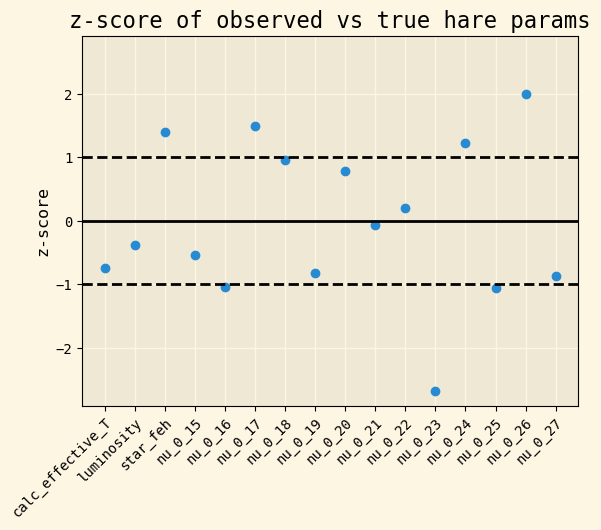 z-score of observed vs true hare params
z-score
2
1
0
−1
−2
calc_effective_T
luminosity
star_feh
nu_0_15
nu_0_16
nu_0_17
nu_0_18
nu_0_19
nu_0_20
nu_0_21
nu_0_22
nu_0_23
nu_0_24
nu_0_25
nu_0_26
nu_0_27